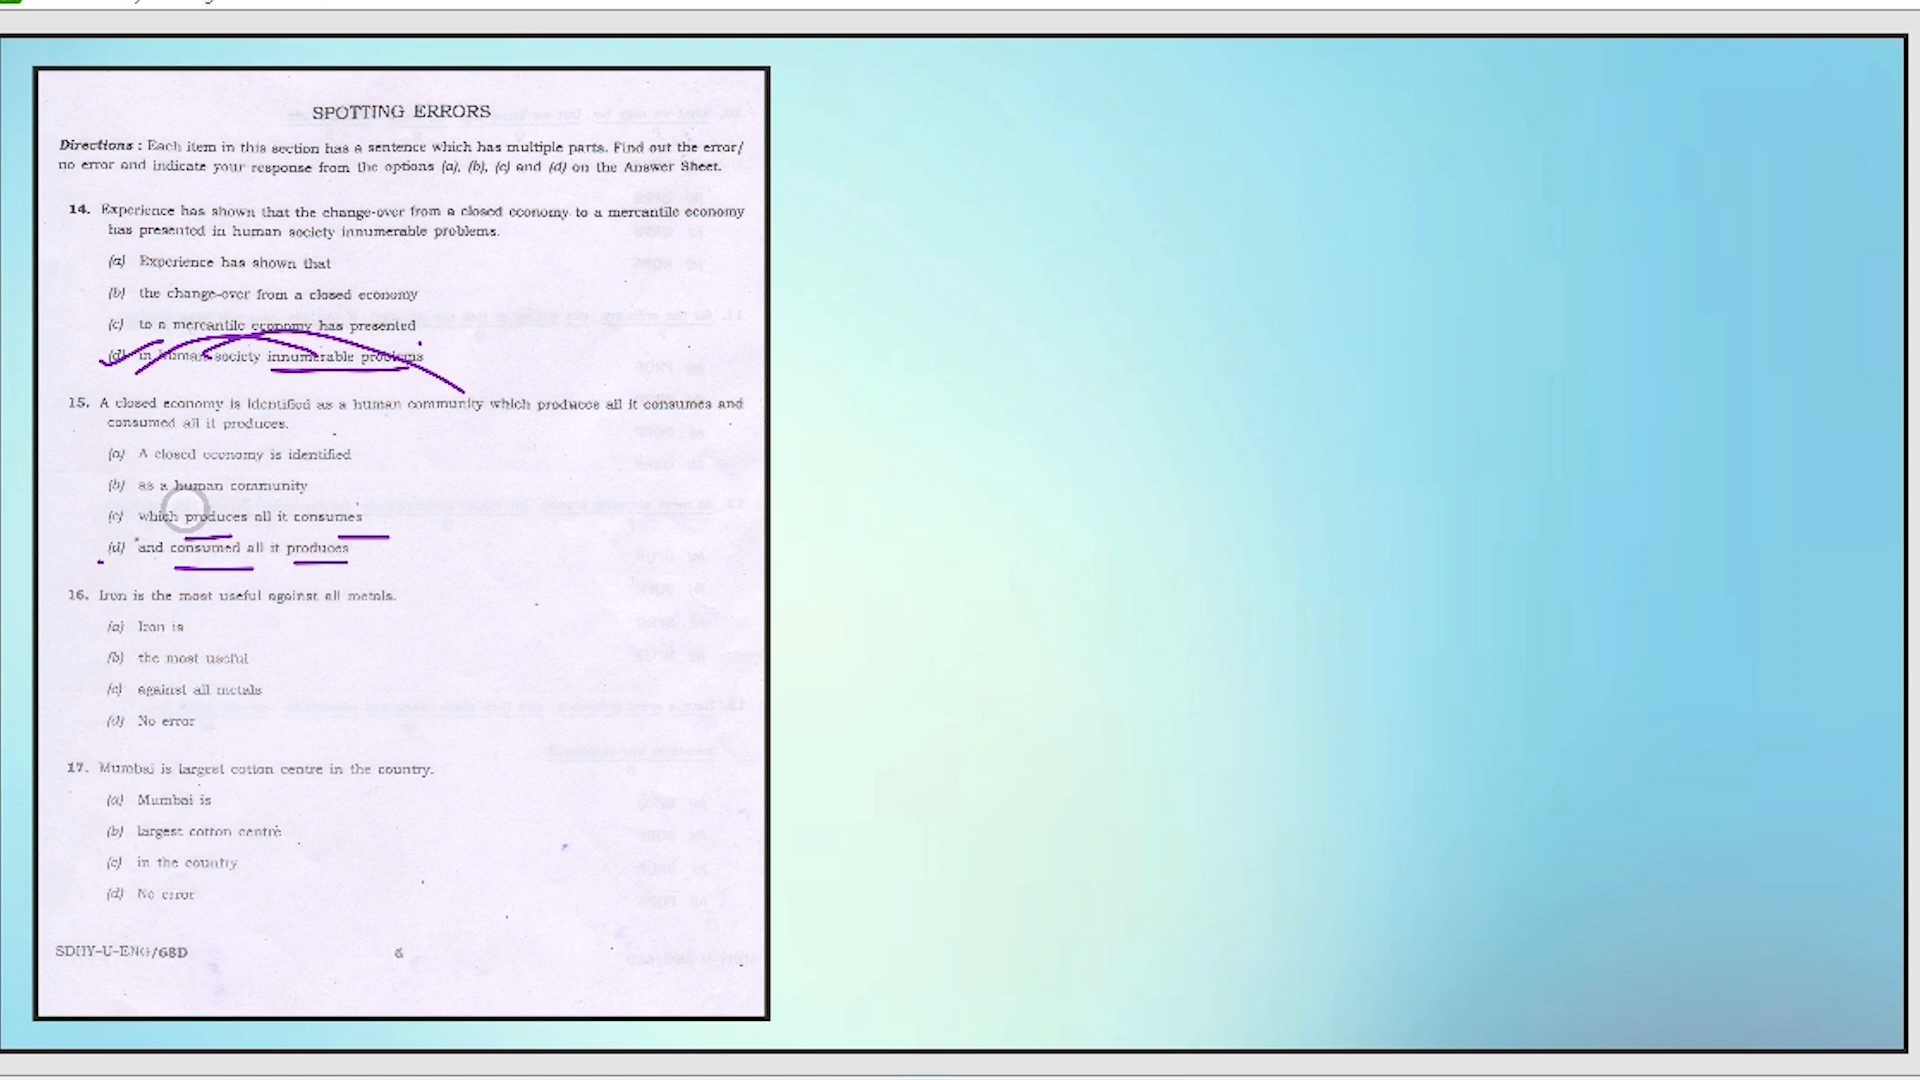 SPOTTING ERRORS
Directions : Each item in this section has a sentence which has multiple parts. Find out the error/
no error and indicate your response from the options (a), (b), (c) and (d) on the Answer Sheet.
14. Experience has shown that the change-over from a closed economy to a mercantile economy
has presented in human society innumerable problems.
(a) Experience has shown that
(b) the change-over from a closed economy
(c) to a mercantile economy has presented
(d) in human society innumerable problems
15. A closed economy is identified as a human community which produces all it consumes and
consumed all it produces.
(a) A closed economy is identified
(b) as a human community
(c) which produces all it consumes
(d) and consumed all it produces
16. Iron is the most useful against all metals.
(a) Iron is
(b) the most useful
(c) against all metals
(d) No error
17. Mumbai is largest cotton centre in the country.
(a) Mumbai is
(b) largest cotton centre
(c) in the country
(d) No error
SDHY-U-ENG/68D
6